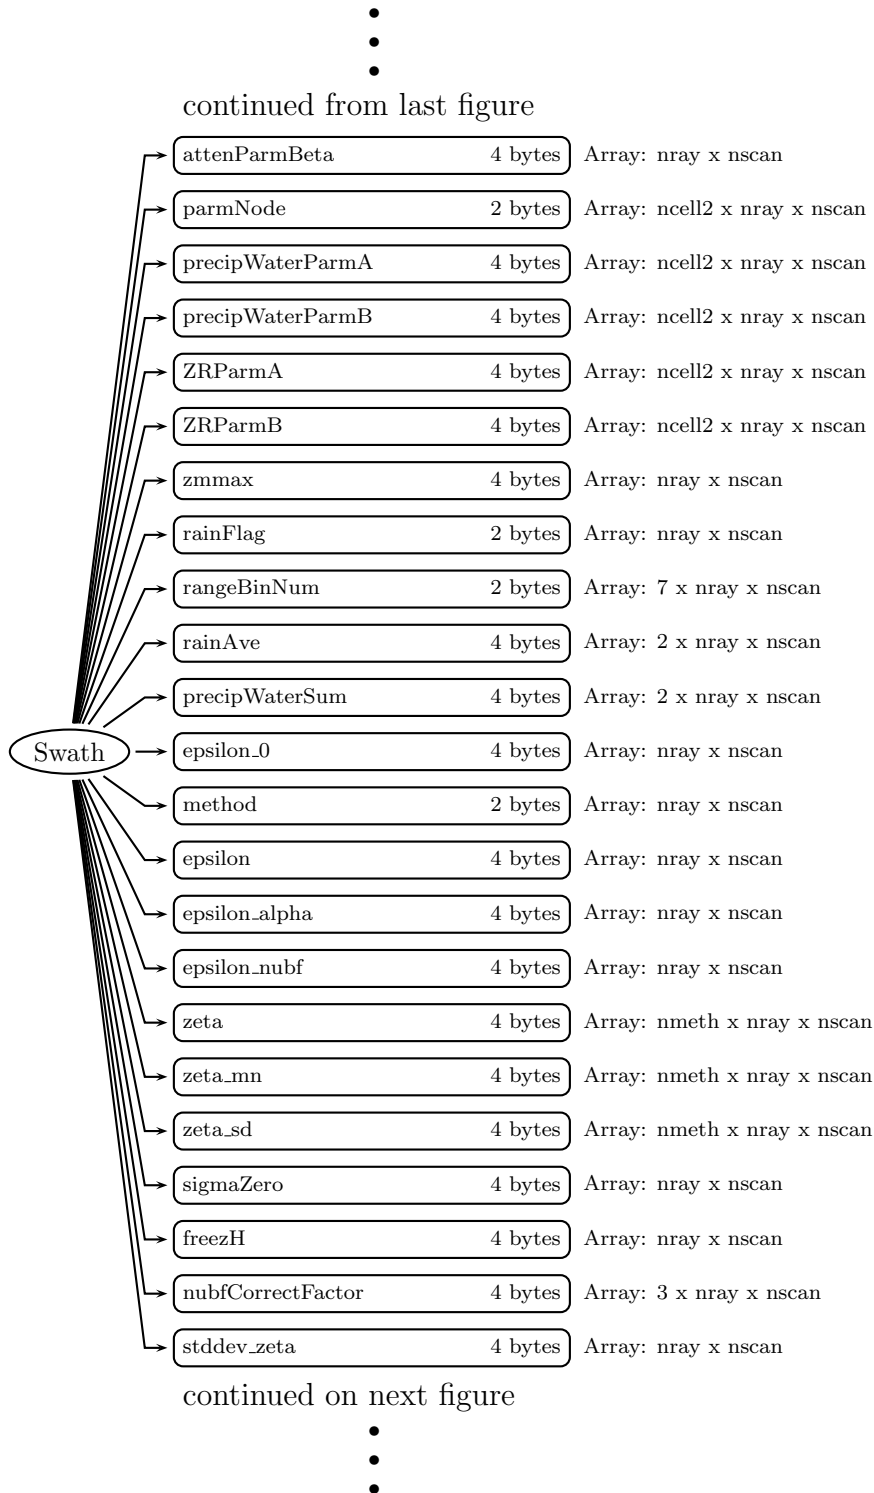 continued from last figure
attenParmBeta 4 bytes Array: nray x nscan
parmNode 2 bytes Array: ncell2 x nray x nscan
precipWaterParmA 4 bytes Array: ncell2 x nray x nscan
precipWaterParmB 4 bytes Array: ncell2 x nray x nscan
ZRParmA 4 bytes Array: ncell2 x nray x nscan
ZRParmB 4 bytes Array: ncell2 x nray x nscan
zmmax 4 bytes Array: nray x nscan
rainFlag 2 bytes Array: nray x nscan
rangeBinNum 2 bytes Array: 7 x nray x nscan
rainAve 4 bytes Array: 2 x nray x nscan
precipWaterSum 4 bytes Array: 2 x nray x nscan
Swath epsilon_0 4 bytes Array: nray x nscan
method 2 bytes Array: nray x nscan
epsilon 4 bytes Array: nray x nscan
epsilon_alpha 4 bytes Array: nray x nscan
epsilon_nubf 4 bytes Array: nray x nscan
zeta 4 bytes Array: nmeth x nray x nscan
zeta_mn 4 bytes Array: nmeth x nray x nscan
zeta_sd 4 bytes Array: nmeth x nray x nscan
sigmaZero 4 bytes Array: nray x nscan
freezH 4 bytes Array: nray x nscan
nubfCorrectFactor 4 bytes Array: 3 x nray x nscan
stddev_zeta 4 bytes Array: nray x nscan
continued on next figure